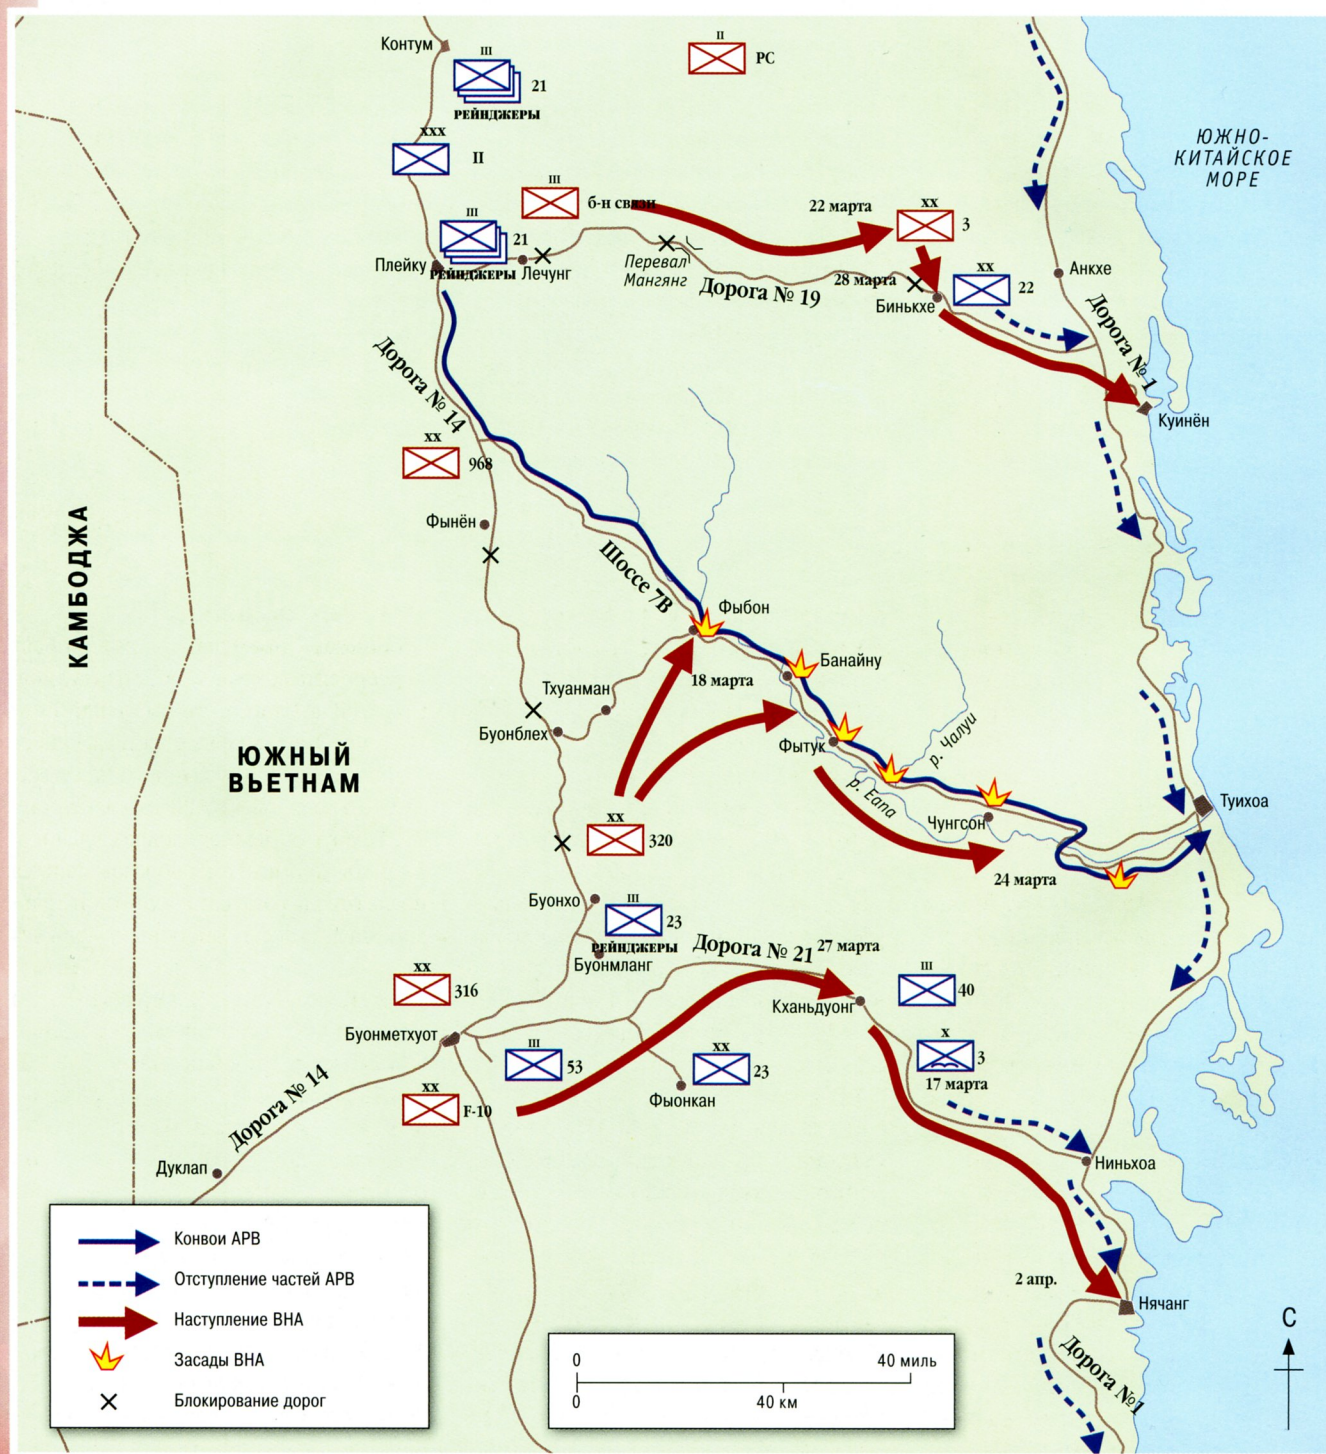 Контум
III
21
РЕЙНДЖЕРЫ
II
РС
ЮЖНО-
КИТАЙСКОЕ
МОРЕ
XXX
II
III
б-н связи
22 марта
XX
3
III
21
РЕЙНДЖЕРЫ
Плейку
Лечунг
Перевал
Мангянг
Дорога № 19
28 марта
Бинькхе
XX
22
Анкхе
Дорога № 1
Куинён
Дорога № 14
XX
968
Фынён
Шоссе 7В
КАМБОДЖА
Фыбон
18 марта
Банайну
Тхуанман
Буонблех
Фытук
р. Чалуи
р. Еапа
ЮЖНЫЙ
ВЬЕТНАМ
Туихоа
XX
320
Чунгсон
24 марта
Буонхо
III
23
РЕЙНДЖЕРЫ
Буонмланг
Дорога № 21
27 марта
XX
316
Кханьдуонг
III
40
Буонметхуот
III
53
XX
23
Фыонкан
X
3
17 марта
XX
F-10
Дорога № 14
Дуклап
Ниньхоа
2 апр.
Нячанг
Дорога №1
Конвои АРВ
Отступление частей АРВ
Наступление ВНА
Засады ВНА
Блокирование дорог
0
40 миль
0
40 км
С